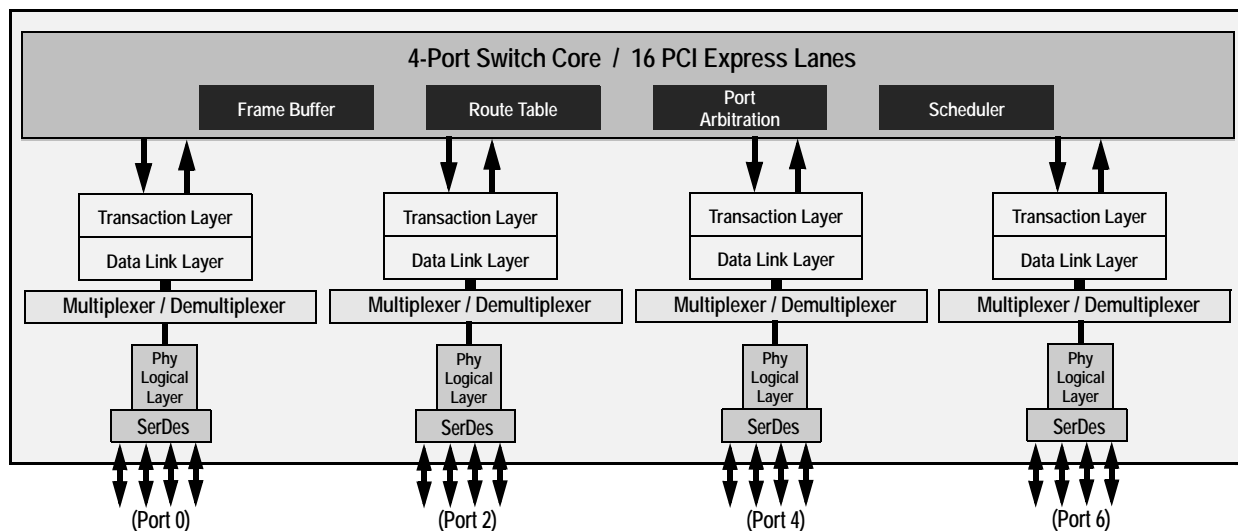 4-Port Switch Core / 16 PCI Express Lanes
Frame Buffer
Route Table
Port
Arbitration
Scheduler
Transaction Layer
Data Link Layer
Multiplexer / Demultiplexer
Phy
Logical
Layer
SerDes
(Port 0)
Transaction Layer
Data Link Layer
Multiplexer / Demultiplexer
Phy
Logical
Layer
SerDes
(Port 2)
Transaction Layer
Data Link Layer
Multiplexer / Demultiplexer
Phy
Logical
Layer
SerDes
(Port 4)
Transaction Layer
Data Link Layer
Multiplexer / Demultiplexer
Phy
Logical
Layer
SerDes
(Port 6)